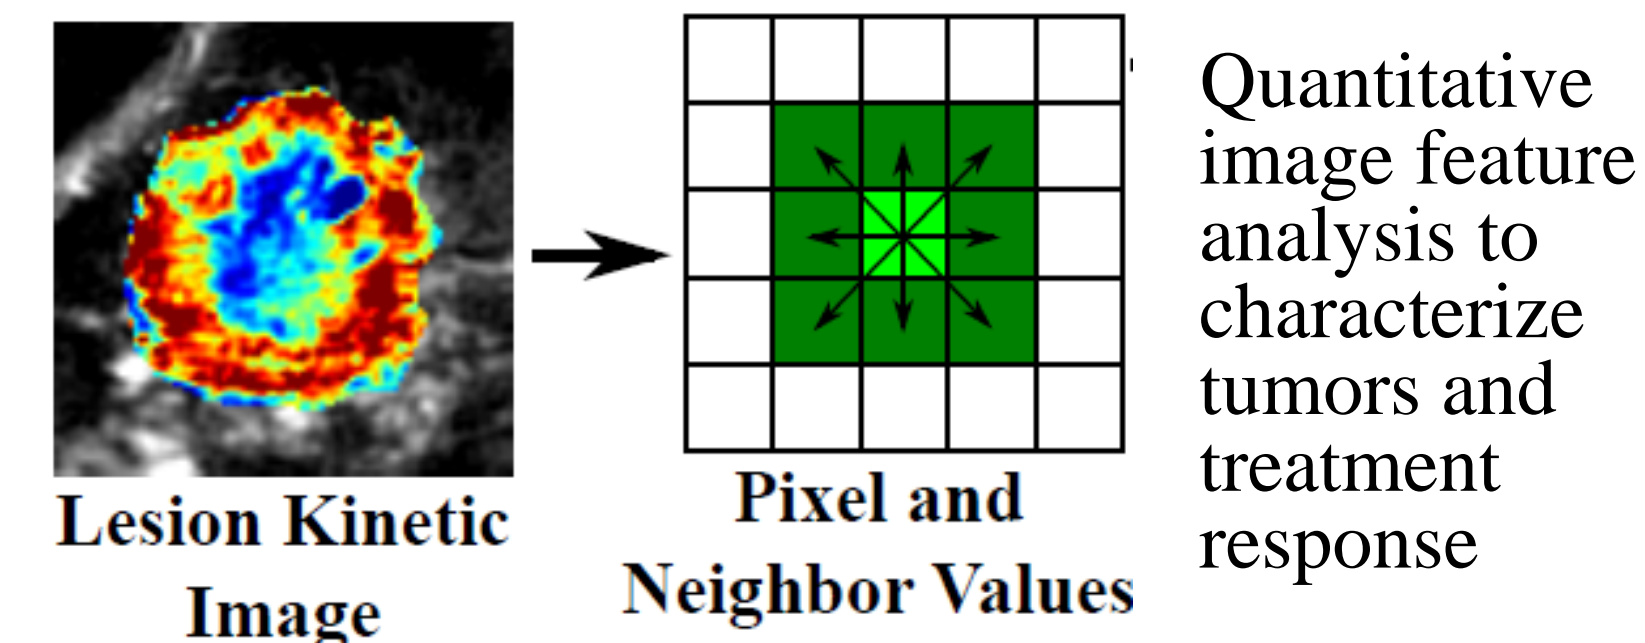 Lesion Kinetic
Image
Pixel and
Neighbor Values
Quantitative
image feature
analysis to
characterize
tumors and
treatment
response